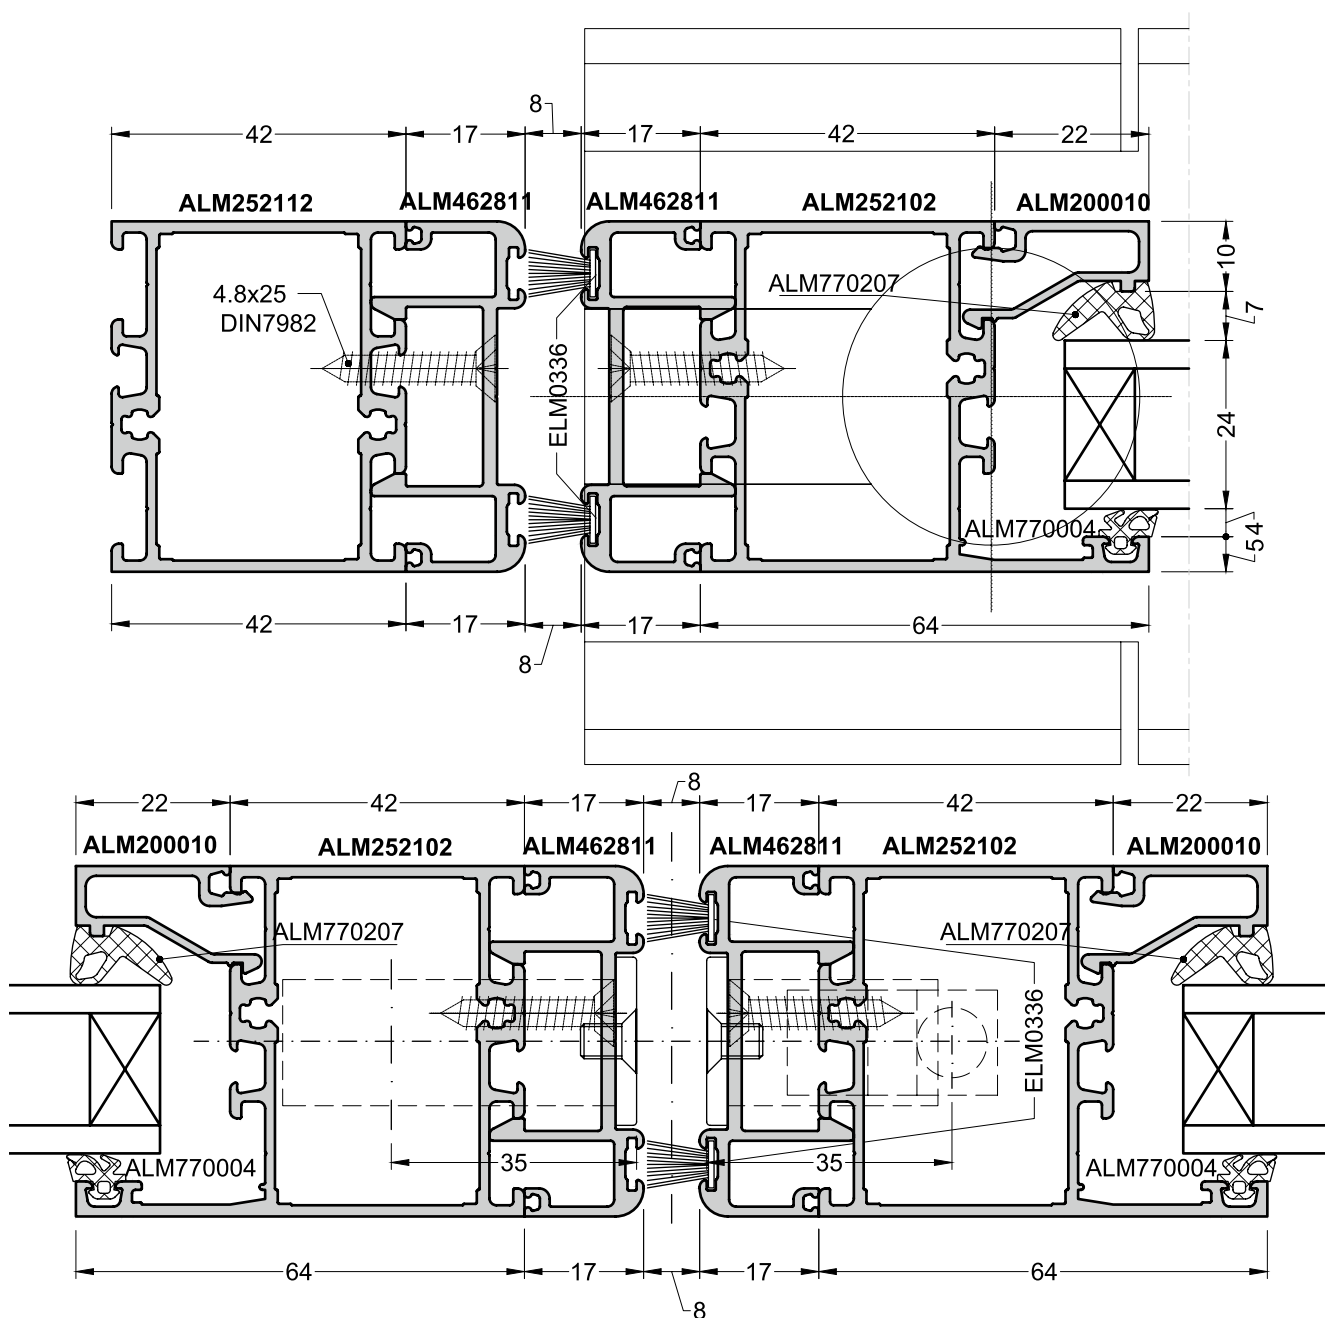 8
42 17 17 42 22
ALM252112 ALM462811 ALM462811 ALM252102 ALM200010
10
ALM770207
4.8x25
DIN7982
7
ELM0336
24
ALM770004
4
5
42 17 17 64
8
8
22 42 17 17 42 22
ALM200010 ALM252102 ALM462811 ALM462811 ALM252102 ALM200010
ALM770207 ALM770207
ELM0336
35 35
ALM770004 ALM770004
64 17 17 64
8